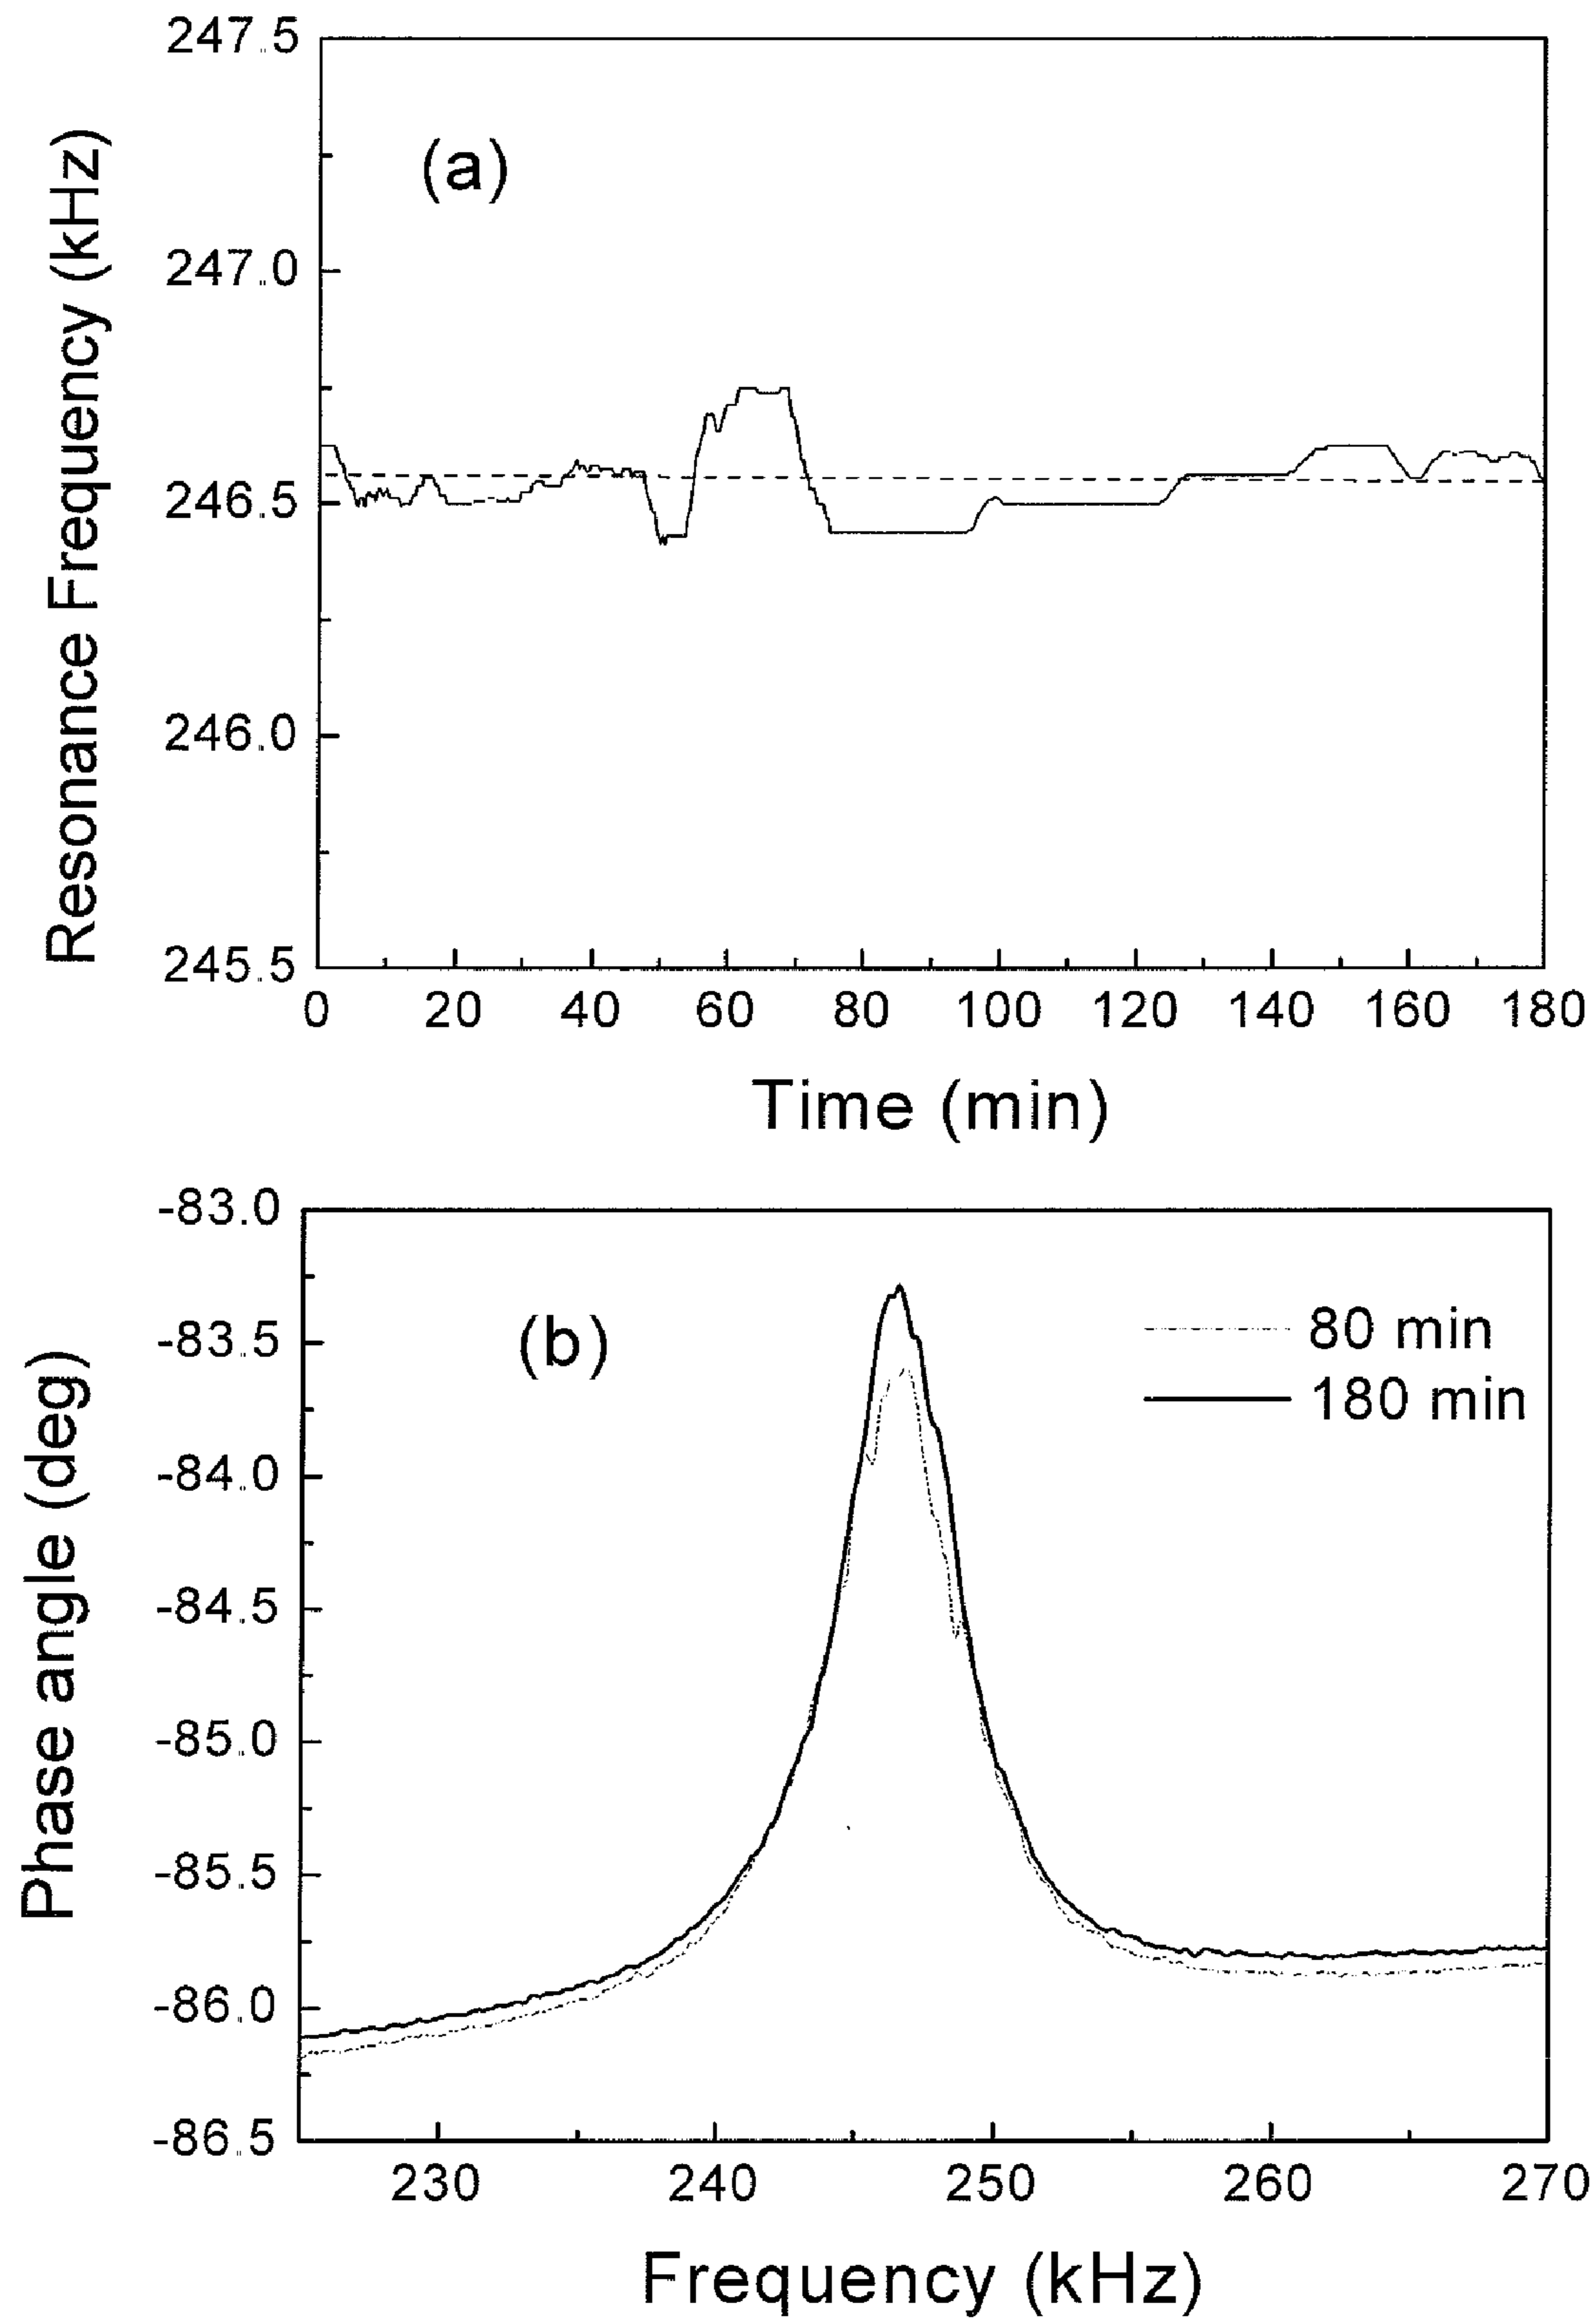 247.5
(a)
Resonance Frequency (kHz)
247.0
246.5
246.0
245.5
0 20 40 60 80 100 120 140 160 180
Time (min)
-83.0
(b)
80 min
180 min
Phase angle (deg)
-83.5
-84.0
-84.5
-85.0
-85.5
-86.0
-86.5
230 240 250 260 270
Frequency (kHz)